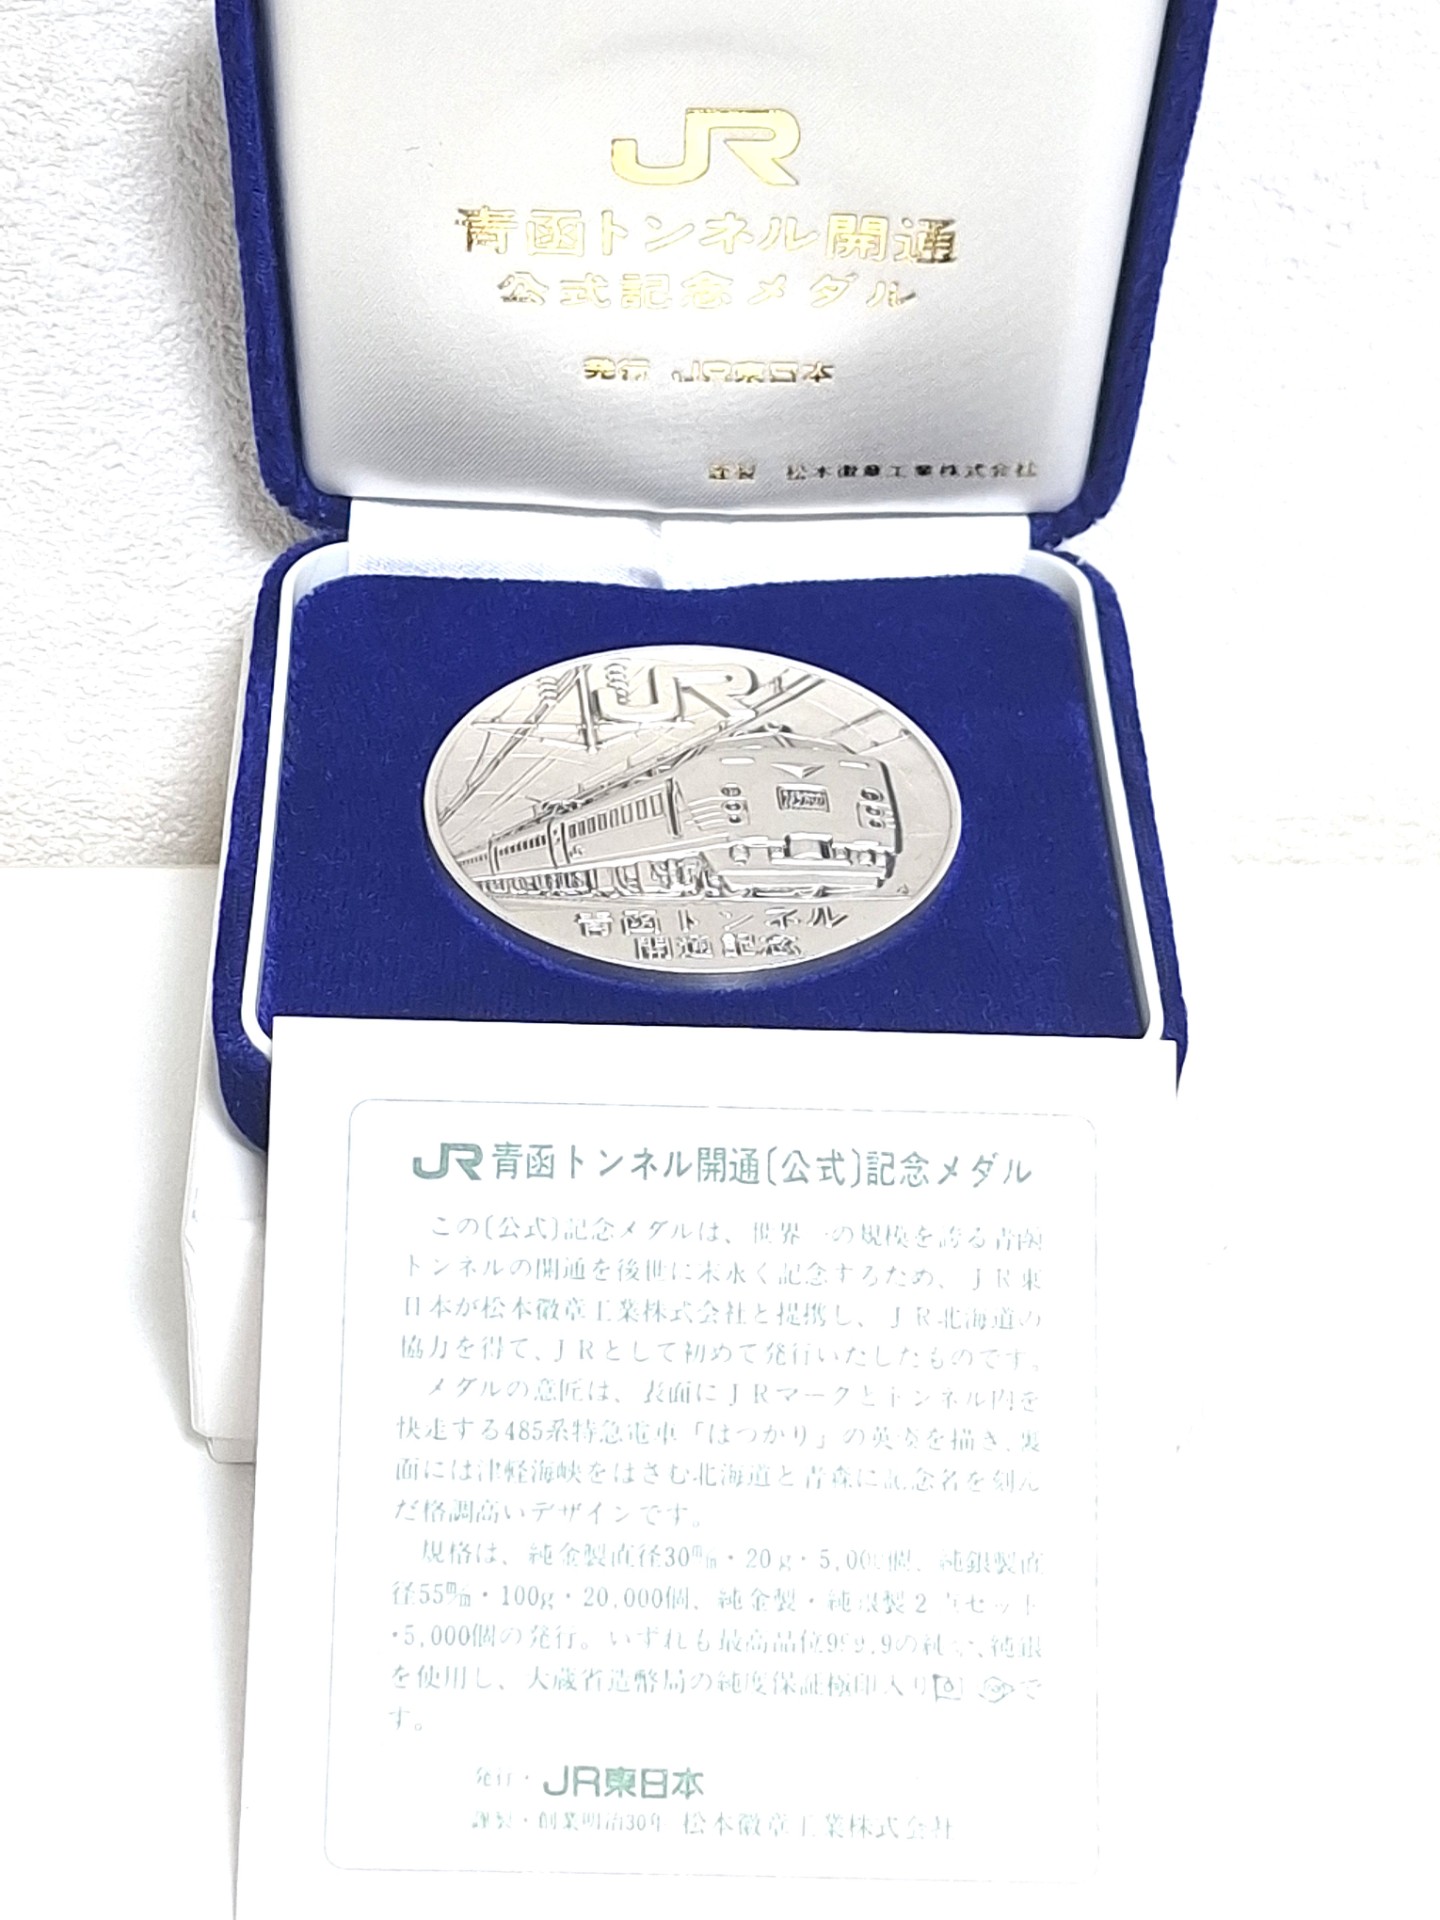 JR
青函トンネル開通
公式記念メダル
発行 JR東日本
謹製 松本徽章工業株式会社
JR
はつかり
青函トンネル
開通記念
JR青函トンネル開通〔公式〕記念メダル
この〔公式〕記念メダルは、世界一の規模を誇る青函
トンネルの開通を後世に末永く記念するため、JR東
日本が松本徽章工業株式会社と提携し、JR北海道の
協力を得て、JRとして初めて発行いたしたものです。
メダルの意匠は、表面にJRマークとトンネル内を
快走する485系特急電車「はつかり」の英姿を描き、裏
面には津軽海峡をはさむ北海道と青森に記念名を刻ん
だ格調高いデザインです。
規格は、純金製直径30m/m・20g・5,000個、純銀製直
径55m/m・100g・20,000個、純金製・純銀製2点セット
・5,000個の発行。いずれも最高品位999.9の純金、純銀
を使用し、大蔵省造幣局の純度保証極印入りで
す。
発行・JR東日本
謹製・創業明治30年 松本徽章工業株式会社